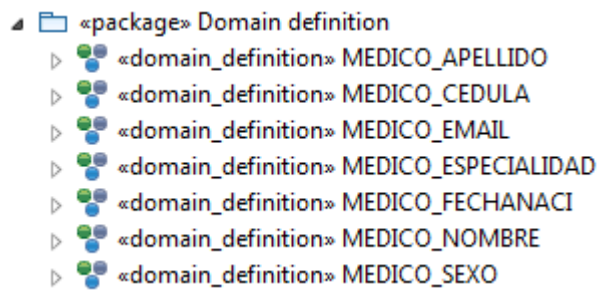 «package» Domain definition
«domain_definition» MEDICO_APELLIDO
«domain_definition» MEDICO_CEDULA
«domain_definition» MEDICO_EMAIL
«domain_definition» MEDICO_ESPECIALIDAD
«domain_definition» MEDICO_FECHANACI
«domain_definition» MEDICO_NOMBRE
«domain_definition» MEDICO_SEXO